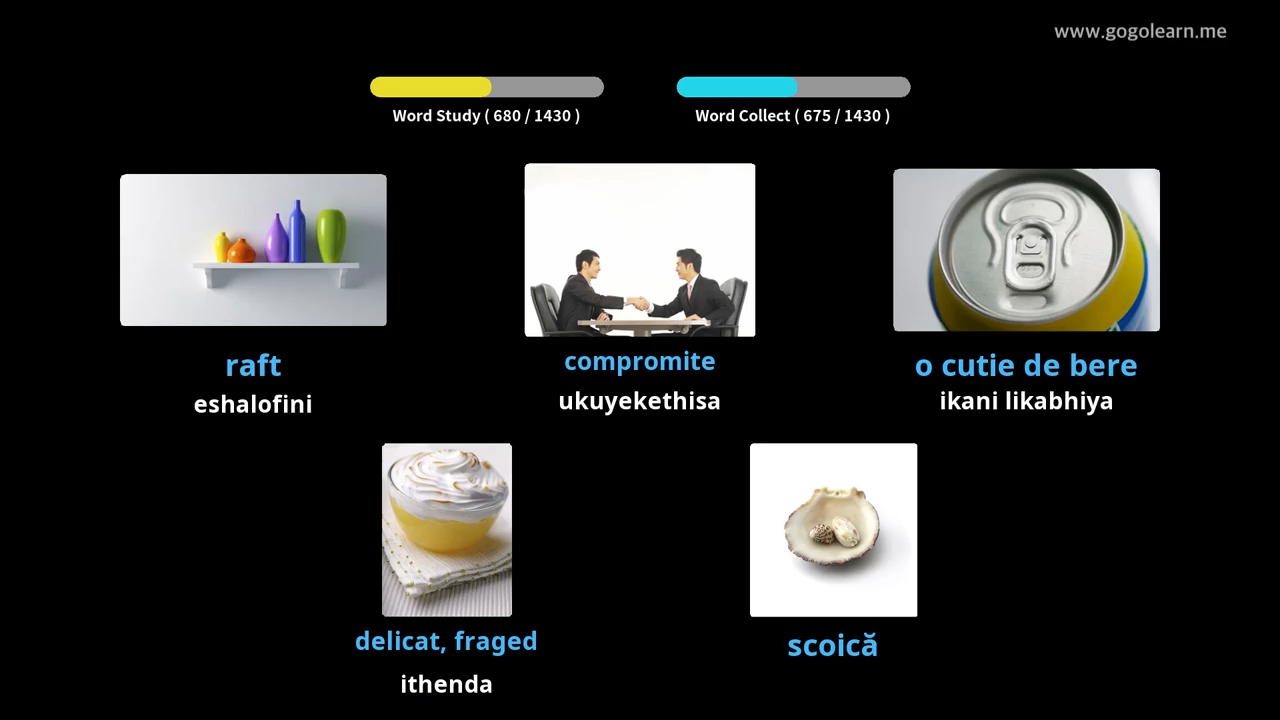 www.gogolearn.me
Word Study ( 680 / 1430 )
Word Collect ( 675 / 1430 )
raft
eshalofini
compromite
ukuyekethisa
o cutie de bere
ikani likabhiya
delicat, fraged
ithenda
scoică